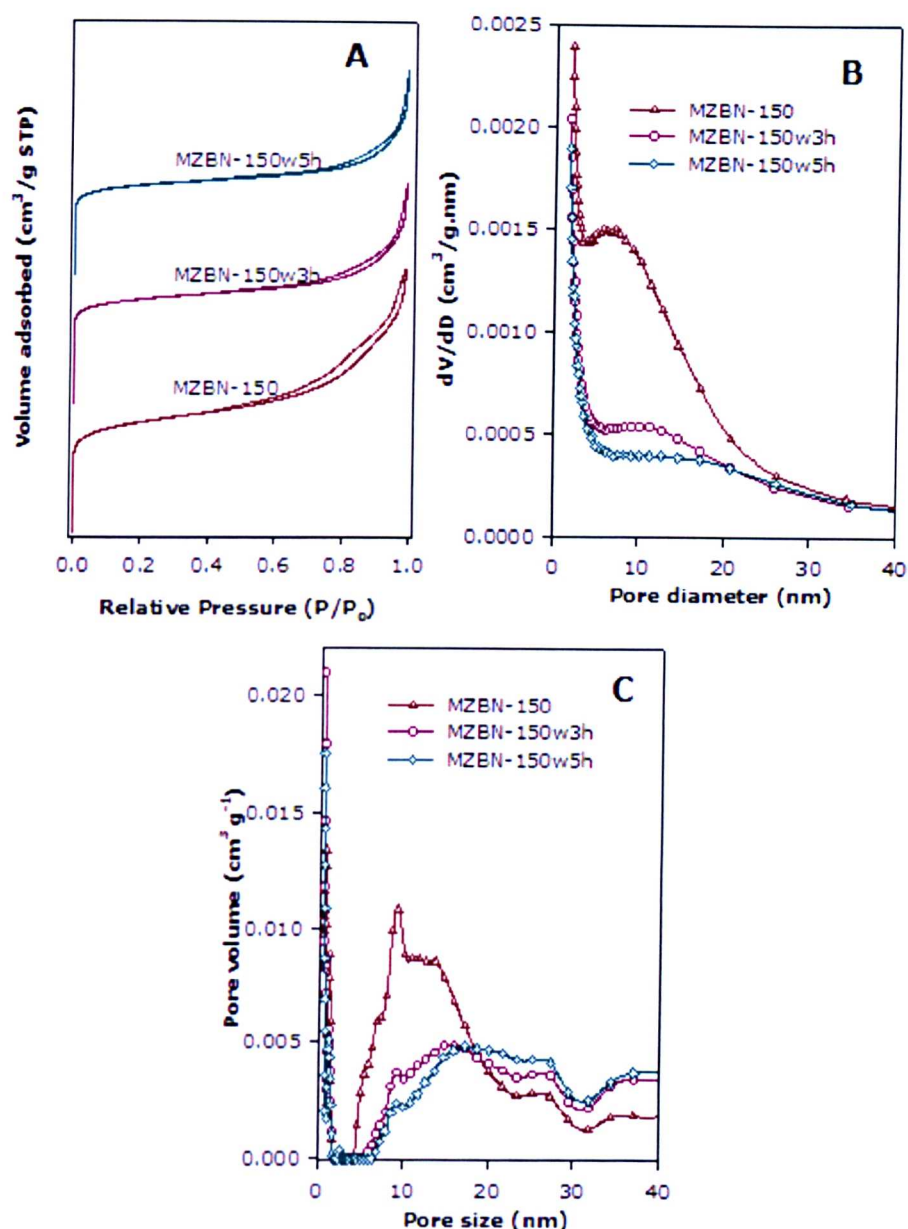 A
Volume adsorbed (cm³/g STP)
MZBN-150w5h
MZBN-150w3h
MZBN-150
0.0 0.2 0.4 0.6 0.8 1.0
Relative Pressure (P/P₀)
B
dV/dD (cm³/g.nm)
0.0025
0.0020
0.0015
0.0010
0.0005
0.0000
MZBN-150
MZBN-150w3h
MZBN-150w5h
0 10 20 30 40
Pore diameter (nm)
C
Pore volume (cm³ g⁻¹)
0.020
0.015
0.010
0.005
0.000
MZBN-150
MZBN-150w3h
MZBN-150w5h
0 10 20 30 40
Pore size (nm)